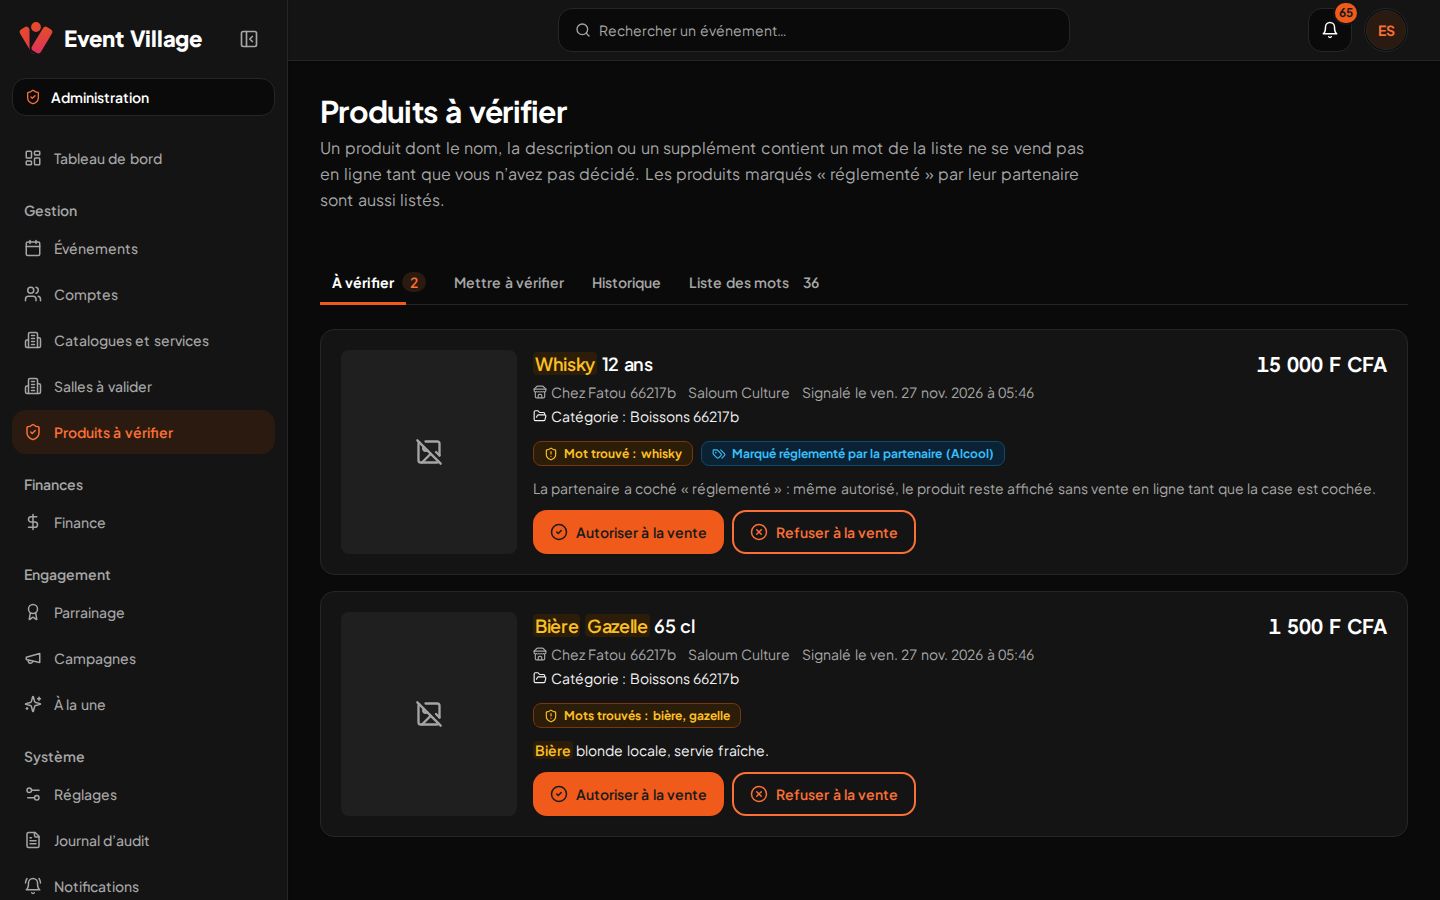 Event Village
Rechercher un événement…
65
ES
Administration
Tableau de bord
Gestion
Événements
Comptes
Catalogues et services
Salles à valider
Produits à vérifier
Finances
Finance
Engagement
Parrainage
Campagnes
À la une
Système
Réglages
Journal d’audit
Notifications
Produits à vérifier
Un produit dont le nom, la description ou un supplément contient un mot de la liste ne se vend pas
en ligne tant que vous n’avez pas décidé. Les produits marqués « réglementé » par leur partenaire
sont aussi listés.
À vérifier 2 Mettre à vérifier Historique Liste des mots 36
Whisky 12 ans 15 000 F CFA
Chez Fatou 66217b Saloum Culture Signalé le ven. 27 nov. 2026 à 05:46
Catégorie : Boissons 66217b
Mot trouvé : whisky Marqué réglementé par la partenaire (Alcool)
La partenaire a coché « réglementé » : même autorisé, le produit reste affiché sans vente en ligne tant que la case est cochée.
Autoriser à la vente Refuser à la vente
Bière Gazelle 65 cl 1 500 F CFA
Chez Fatou 66217b Saloum Culture Signalé le ven. 27 nov. 2026 à 05:46
Catégorie : Boissons 66217b
Mots trouvés : bière, gazelle
Bière blonde locale, servie fraîche.
Autoriser à la vente Refuser à la vente